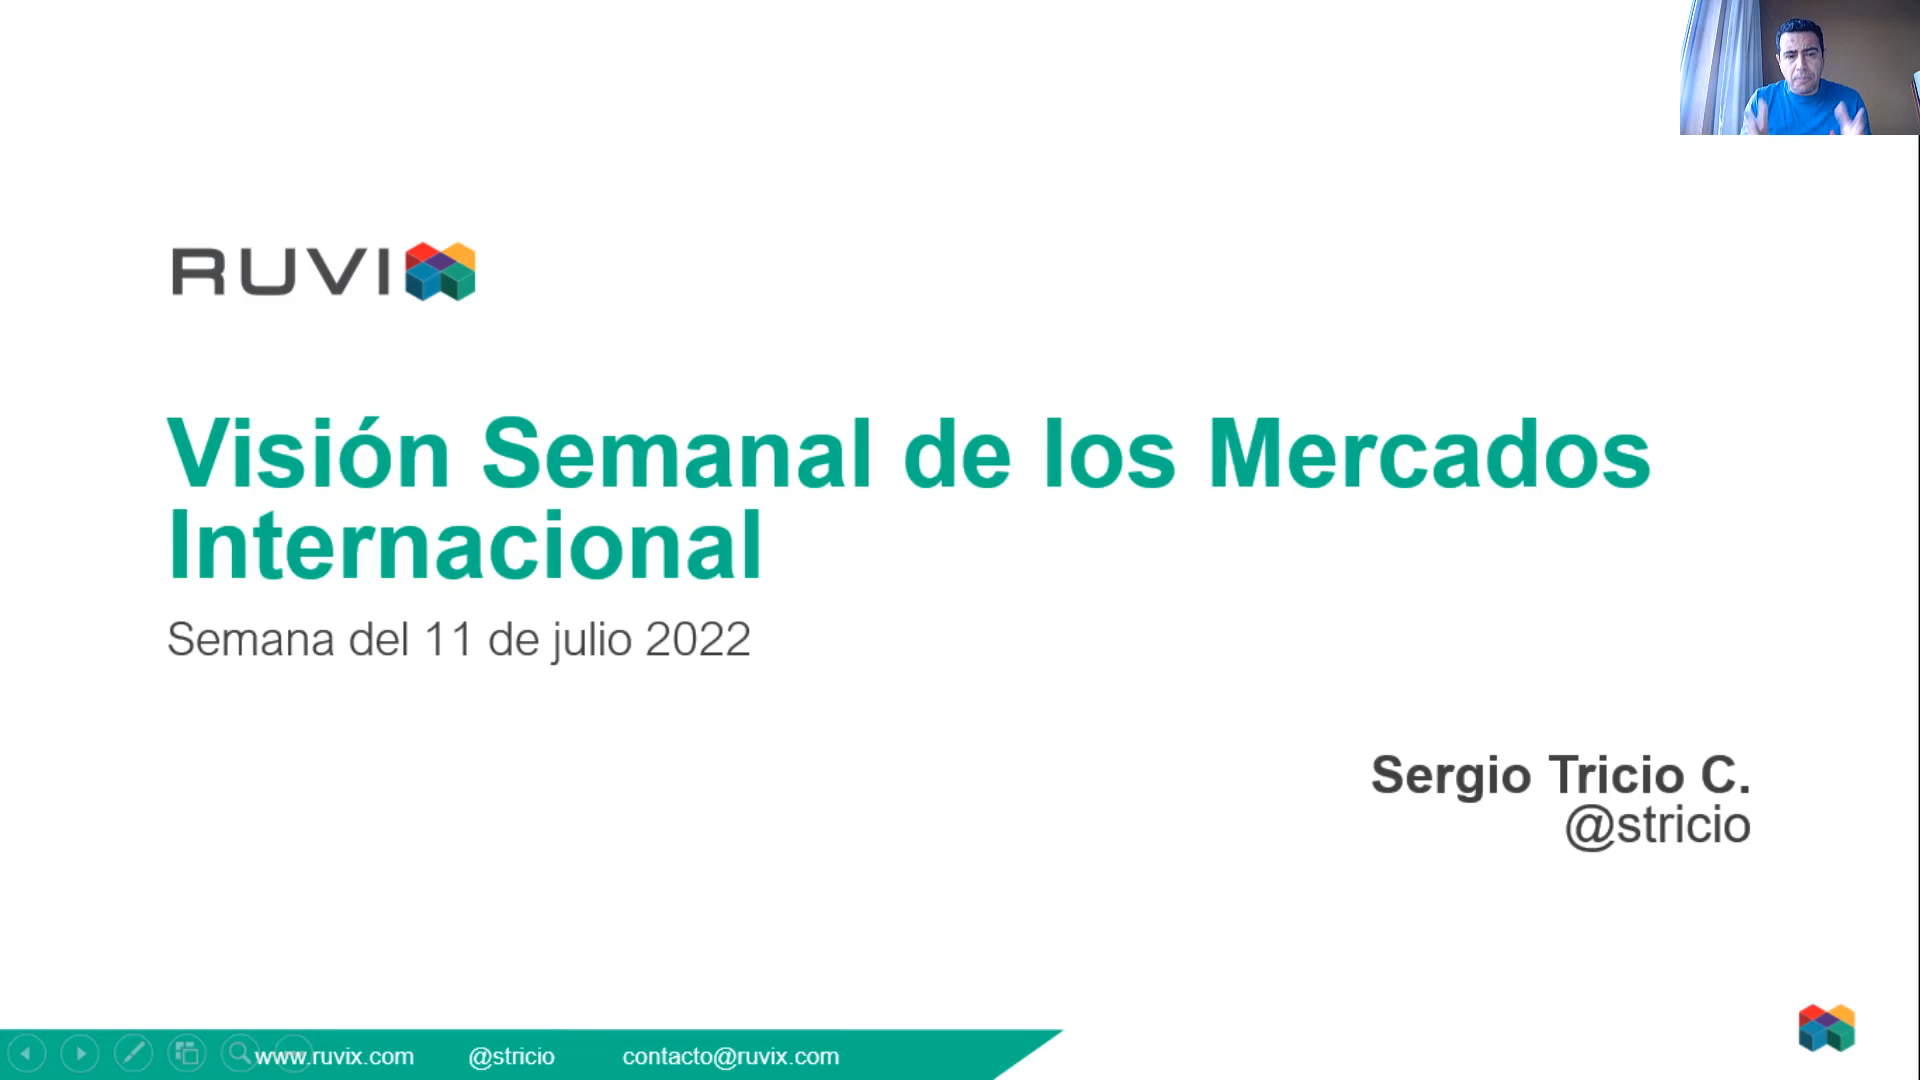 RUVIX
Visión Semanal de los Mercados
Internacional
Semana del 11 de julio 2022
Sergio Tricio C.
@stricio
www.ruvix.com @stricio contacto@ruvix.com